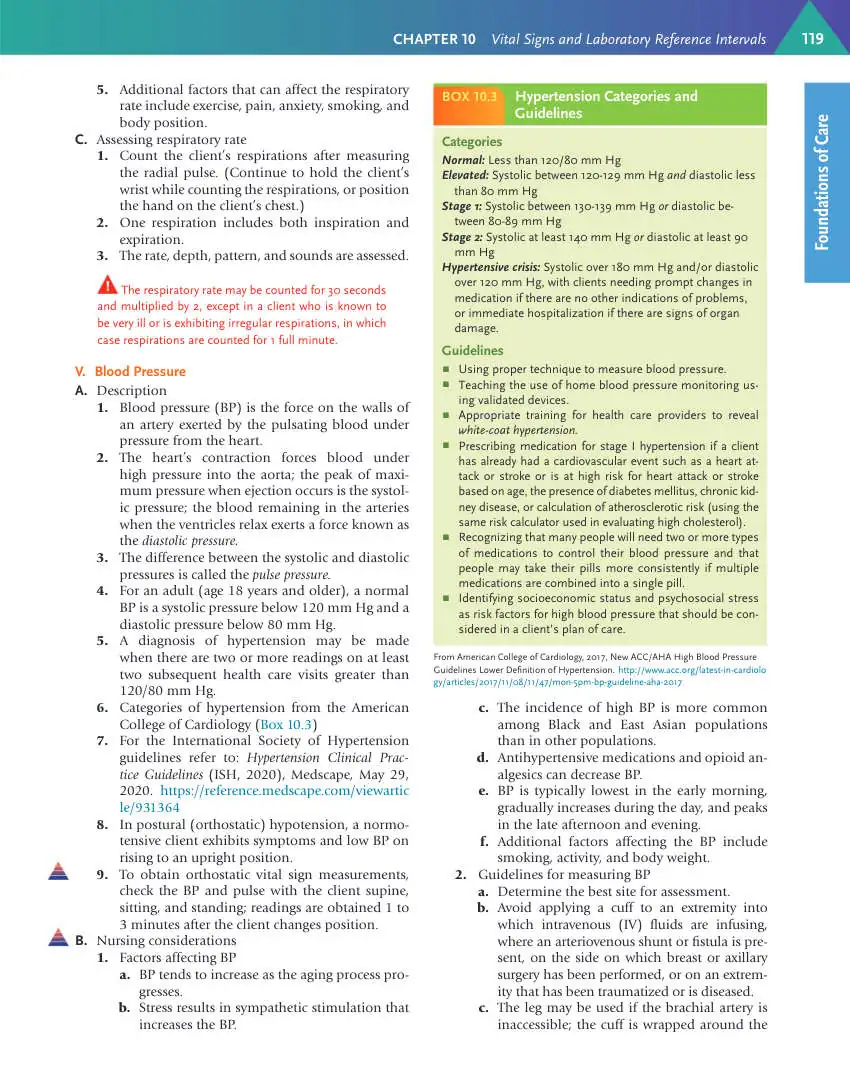 CHAPTER 10 Vital Signs and Laboratory Reference Intervals 119
5. Additional factors that can affect the respiratory
rate include exercise, pain, anxiety, smoking, and
body position.
C. Assessing respiratory rate
1. Count the client's respirations after measuring
the radial pulse. (Continue to hold the client's
wrist while counting the respirations, or position
the hand on the client's chest.)
2. One respiration includes both inspiration and
expiration.
3. The rate, depth, pattern, and sounds are assessed.
The respiratory rate may be counted for 30 seconds
and multiplied by 2, except in a client who is known to
be very ill or is exhibiting irregular respirations, in which
case respirations are counted for 1 full minute.
V. Blood Pressure
A. Description
1. Blood pressure (BP) is the force on the walls of
an artery exerted by the pulsating blood under
pressure from the heart.
2. The heart's contraction forces blood under
high pressure into the aorta; the peak of maxi-
mum pressure when ejection occurs is the systol-
ic pressure; the blood remaining in the arteries
when the ventricles relax exerts a force known as
the diastolic pressure.
3. The difference between the systolic and diastolic
pressures is called the pulse pressure.
4. For an adult (age 18 years and older), a normal
BP is a systolic pressure below 120 mm Hg and a
diastolic pressure below 80 mm Hg.
5. A diagnosis of hypertension may be made
when there are two or more readings on at least
two subsequent health care visits greater than
120/80 mm Hg.
6. Categories of hypertension from the American
College of Cardiology (Box 10.3)
7. For the International Society of Hypertension
guidelines refer to: Hypertension Clinical Prac-
tice Guidelines (ISH, 2020), Medscape, May 29,
2020. https://reference.medscape.com/viewartic
le/931364
8. In postural (orthostatic) hypotension, a normo-
tensive client exhibits symptoms and low BP on
rising to an upright position.
9. To obtain orthostatic vital sign measurements,
check the BP and pulse with the client supine,
sitting, and standing; readings are obtained 1 to
3 minutes after the client changes position.
B. Nursing considerations
1. Factors affecting BP
a. BP tends to increase as the aging process pro-
gresses.
b. Stress results in sympathetic stimulation that
increases the BP.
BOX 10.3 Hypertension Categories and
Guidelines
Categories
Normal: Less than 120/80 mm Hg
Elevated: Systolic between 120-129 mm Hg and diastolic less
than 80 mm Hg
Stage 1: Systolic between 130-139 mm Hg or diastolic be-
tween 80-89 mm Hg
Stage 2: Systolic at least 140 mm Hg or diastolic at least 90
mm Hg
Hypertensive crisis: Systolic over 180 mm Hg and/or diastolic
over 120 mm Hg, with clients needing prompt changes in
medication if there are no other indications of problems,
or immediate hospitalization if there are signs of organ
damage.
Guidelines
■ Using proper technique to measure blood pressure.
■ Teaching the use of home blood pressure monitoring us-
ing validated devices.
■ Appropriate training for health care providers to reveal
white-coat hypertension.
■ Prescribing medication for stage I hypertension if a client
has already had a cardiovascular event such as a heart at-
tack or stroke or is at high risk for heart attack or stroke
based on age, the presence of diabetes mellitus, chronic kid-
ney disease, or calculation of atherosclerotic risk (using the
same risk calculator used in evaluating high cholesterol).
■ Recognizing that many people will need two or more types
of medications to control their blood pressure and that
people may take their pills more consistently if multiple
medications are combined into a single pill.
■ Identifying socioeconomic status and psychosocial stress
as risk factors for high blood pressure that should be con-
sidered in a client's plan of care.
From American College of Cardiology, 2017, New ACC/AHA High Blood Pressure
Guidelines Lower Definition of Hypertension. http://www.acc.org/latest-in-cardiolo
gy/articles/2017/11/08/11/47/mon-5pm-bp-guideline-aha-2017
c. The incidence of high BP is more common
among Black and East Asian populations
than in other populations.
d. Antihypertensive medications and opioid an-
algesics can decrease BP.
e. BP is typically lowest in the early morning,
gradually increases during the day, and peaks
in the late afternoon and evening.
f. Additional factors affecting the BP include
smoking, activity, and body weight.
2. Guidelines for measuring BP
a. Determine the best site for assessment.
b. Avoid applying a cuff to an extremity into
which intravenous (IV) fluids are infusing,
where an arteriovenous shunt or fistula is pre-
sent, on the side on which breast or axillary
surgery has been performed, or on an extrem-
ity that has been traumatized or is diseased.
c. The leg may be used if the brachial artery is
inaccessible; the cuff is wrapped around the
Foundations of Care